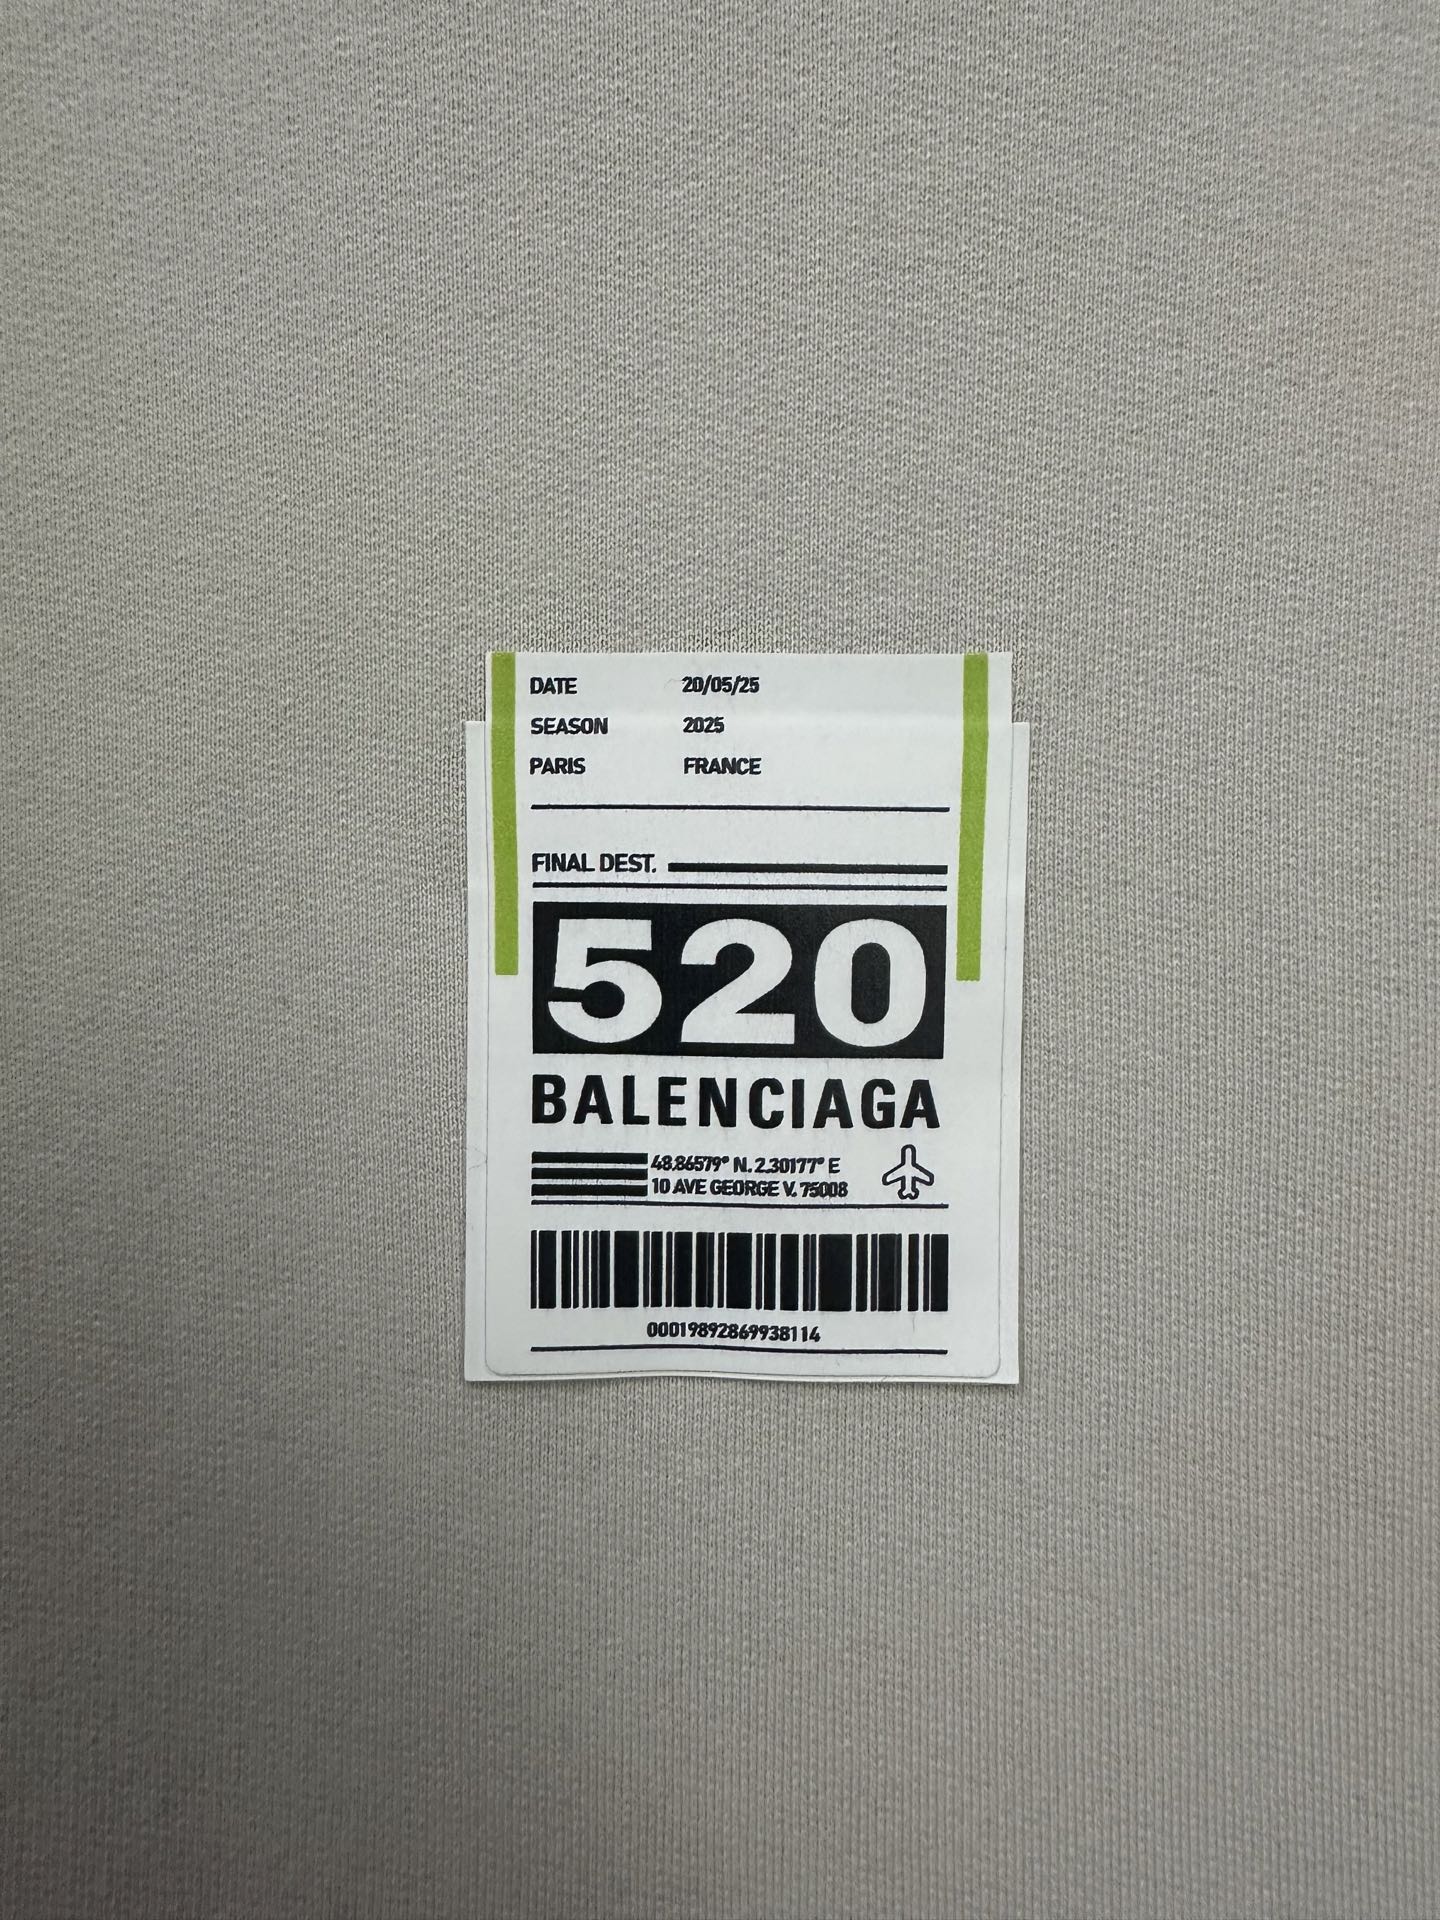 DATE 20/05/25
SEASON 2025
PARIS FRANCE
FINAL DEST.
520
BALENCIAGA
48.86579° N. 2.30177° E
10 AVE GEORGE V. 75008
00019892869938114